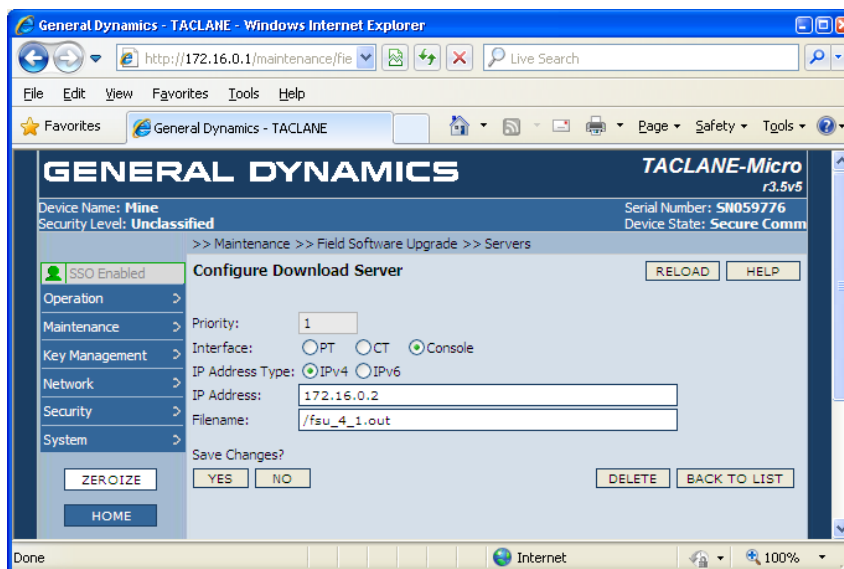 General Dynamics - TACLANE - Windows Internet Explorer
http://172.16.0.1/maintenance/fie
Live Search
File Edit View Favorites Tools Help
Favorites General Dynamics - TACLANE Page Safety Tools
GENERAL DYNAMICS
TACLANE-Micro
r3.5v5
Device Name: Mine
Serial Number: SN059776
Security Level: Unclassified
Device State: Secure Comm
>> Maintenance >> Field Software Upgrade >> Servers
SSO Enabled
Configure Download Server
RELOAD HELP
Operation >
Maintenance >
Key Management >
Network >
Security >
System >
ZEROIZE
HOME
Priority: 1
Interface: PT CT Console
IP Address Type: IPv4 IPv6
IP Address: 172.16.0.2
Filename: /fsu_4_1.out
Save Changes?
YES NO
DELETE BACK TO LIST
Done
Internet
100%